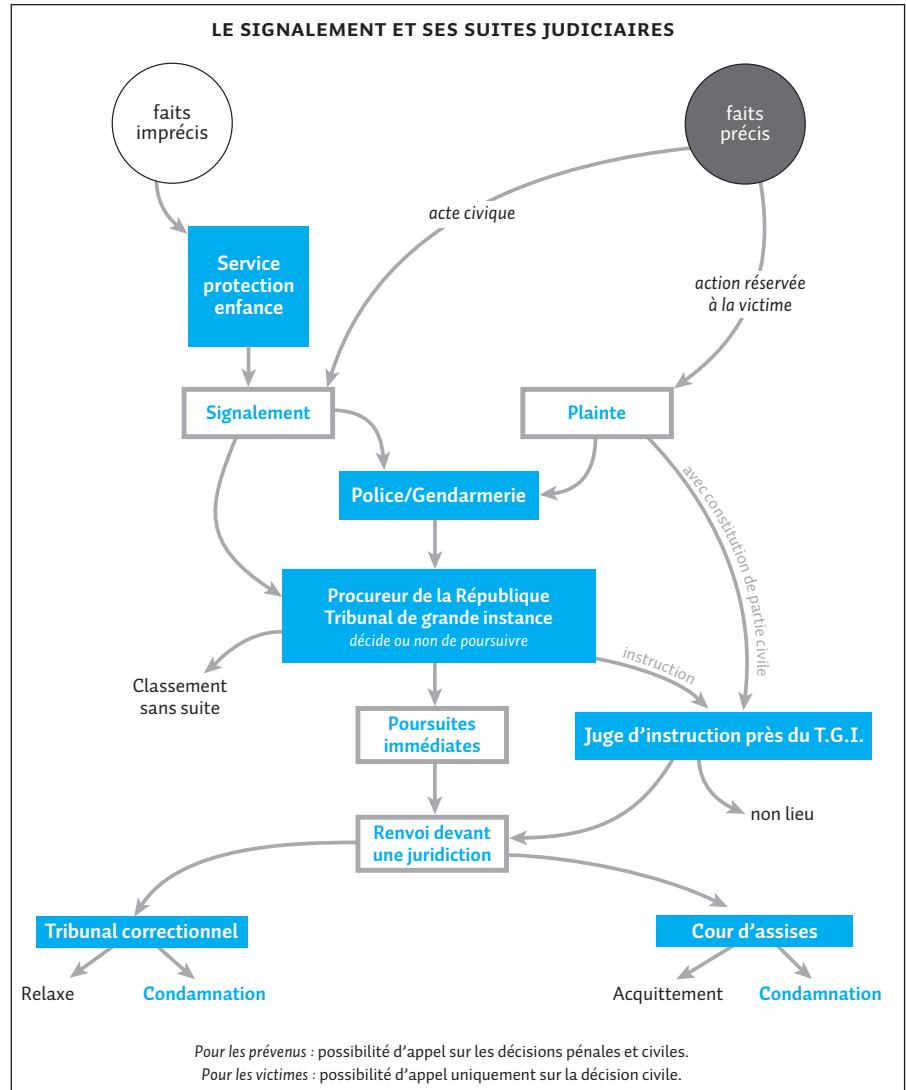 LE SIGNALEMENT ET SES SUITES JUDICIAIRES
faits
imprécis
faits
précis
acte civique
Service
protection
enfance
action réservée
à la victime
Signalement
Plainte
Police/Gendarmerie
avec constitution de partie civile
Procureur de la République
Tribunal de grande instance
décide ou non de poursuivre
instruction
Classement
sans suite
Poursuites
immédiates
Juge d'instruction près du T.G.I.
non lieu
Renvoi devant
une juridiction
Tribunal correctionnel
Cour d'assises
Relaxe
Condamnation
Acquittement
Condamnation
Pour les prévenus : possibilité d'appel sur les décisions pénales et civiles.
Pour les victimes : possibilité d'appel uniquement sur la décision civile.